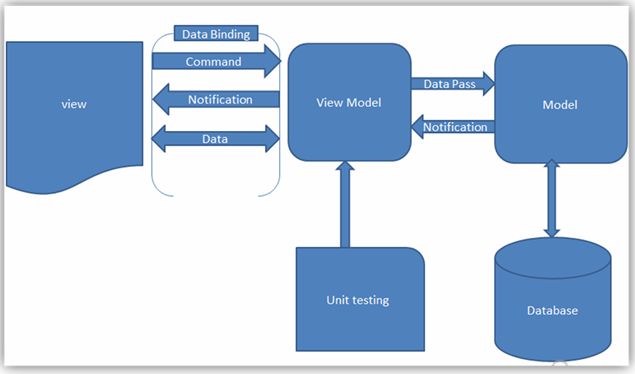 Data Binding
Command
Notification
Data
view
View Model
Data Pass
Notification
Model
Unit testing
Database